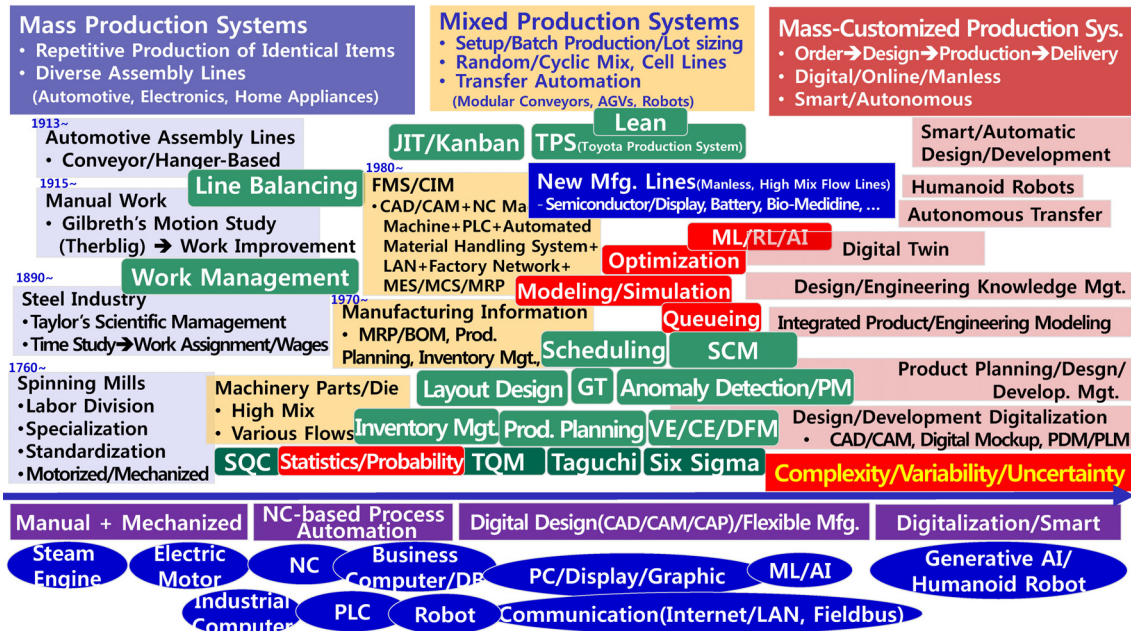 Mass Production Systems
• Repetitive Production of Identical Items
• Diverse Assembly Lines
(Automotive, Electronics, Home Appliances)
Mixed Production Systems
• Setup/Batch Production/Lot sizing
• Random/Cyclic Mix, Cell Lines
• Transfer Automation
(Modular Conveyors, AGVs, Robots)
Mass-Customized Production Sys.
• Order➔Design➔Production➔Delivery
• Digital/Online/Manless
• Smart/Autonomous
1913~
Automotive Assembly Lines
• Conveyor/Hanger-Based
JIT/Kanban
Lean
TPS(Toyota Production System)
Smart/Automatic
Design/Development
1915~
Manual Work
• Gilbreth's Motion Study
(Therblig) ➔ Work Improvement
Line Balancing
1980~
FMS/CIM
•CAD/CAM+NC Ma
Machine+PLC+Automated
Material Handling System+
LAN+Factory Network+
MES/MCS/MRP
New Mfg. Lines(Manless, High Mix Flow Lines)
- Semiconductor/Display, Battery, Bio-Medidine, ...
Humanoid Robots
Autonomous Transfer
ML/RL/AI
Digital Twin
Optimization
Work Management
Modeling/Simulation
Design/Engineering Knowledge Mgt.
1890~
Steel Industry
•Taylor's Scientific Mamagement
•Time Study➔Work Assignment/Wages
1970~
Manufacturing Information
• MRP/BOM, Prod.
Planning, Inventory Mgt.,
Queueing
Integrated Product/Engineering Modeling
Scheduling
SCM
1760~
Spinning Mills
•Labor Division
•Specialization
•Standardization
•Motorized/Mechanized
Machinery Parts/Die
• High Mix
• Various Flows
Layout Design
GT
Anomaly Detection/PM
Product Planning/Desgn/
Develop. Mgt.
Inventory Mgt.
Prod. Planning
VE/CE/DFM
Design/Development Digitalization
• CAD/CAM, Digital Mockup, PDM/PLM
SQC
Statistics/Probability
TQM
Taguchi
Six Sigma
Complexity/Variability/Uncertainty
Manual + Mechanized
NC-based Process
Automation
Digital Design(CAD/CAM/CAP)/Flexible Mfg.
Digitalization/Smart
Steam
Engine
Electric
Motor
NC
Business
Computer/DB
PC/Display/Graphic
ML/AI
Generative AI/
Humanoid Robot
Industrial
Computer
PLC
Robot
Communication(Internet/LAN, Fieldbus)